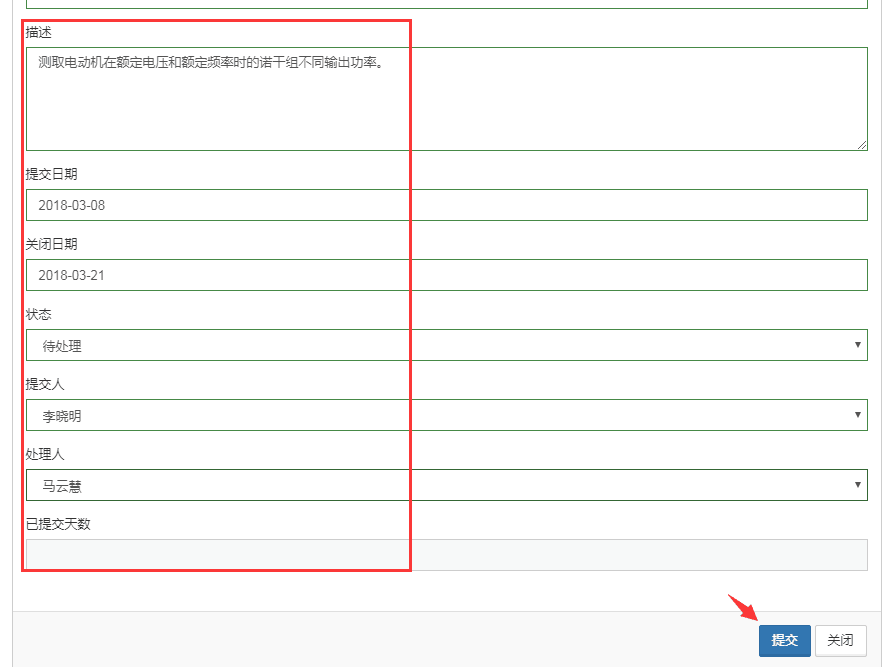 描述
测取电动机在额定电压和额定频率时的诺干组不同输出功率。
提交日期
2018-03-08
关闭日期
2018-03-21
状态
待处理
提交人
李晓明
处理人
马云慧
已提交天数
提交 关闭